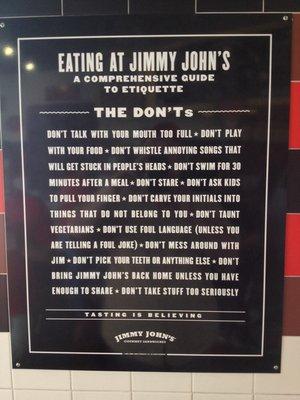 EATING AT JIMMY JOHN'S
A COMPREHENSIVE GUIDE
TO ETIQUETTE
THE DON'Ts
DON'T TALK WITH YOUR MOUTH TOO FULL ★ DON'T PLAY
WITH YOUR FOOD ★ DON'T WHISTLE ANNOYING SONGS THAT
WILL GET STUCK IN PEOPLE'S HEADS ★ DON'T SWIM FOR 30
MINUTES AFTER A MEAL ★ DON'T STARE ★ DON'T ASK KIDS
TO PULL YOUR FINGER ★ DON'T CARVE YOUR INITIALS INTO
THINGS THAT DO NOT BELONG TO YOU ★ DON'T TAUNT
VEGETARIANS ★ DON'T USE FOUL LANGUAGE (UNLESS YOU
ARE TELLING A FOUL JOKE) ★ DON'T MESS AROUND WITH
JIM ★ DON'T PICK YOUR TEETH OR ANYTHING ELSE ★ DON'T
BRING JIMMY JOHN'S BACK HOME UNLESS YOU HAVE
ENOUGH TO SHARE ★ DON'T TAKE STUFF TOO SERIOUSLY
TASTING IS BELIEVING
JIMMY JOHN'S
GOURMET SANDWICHES